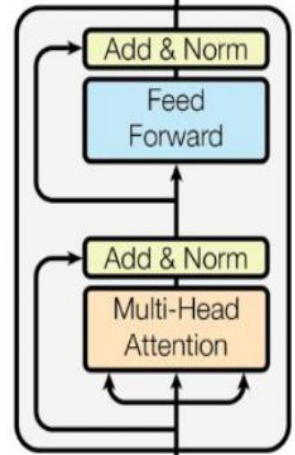 Add & Norm
Feed
Forward
Add & Norm
Multi-Head
Attention